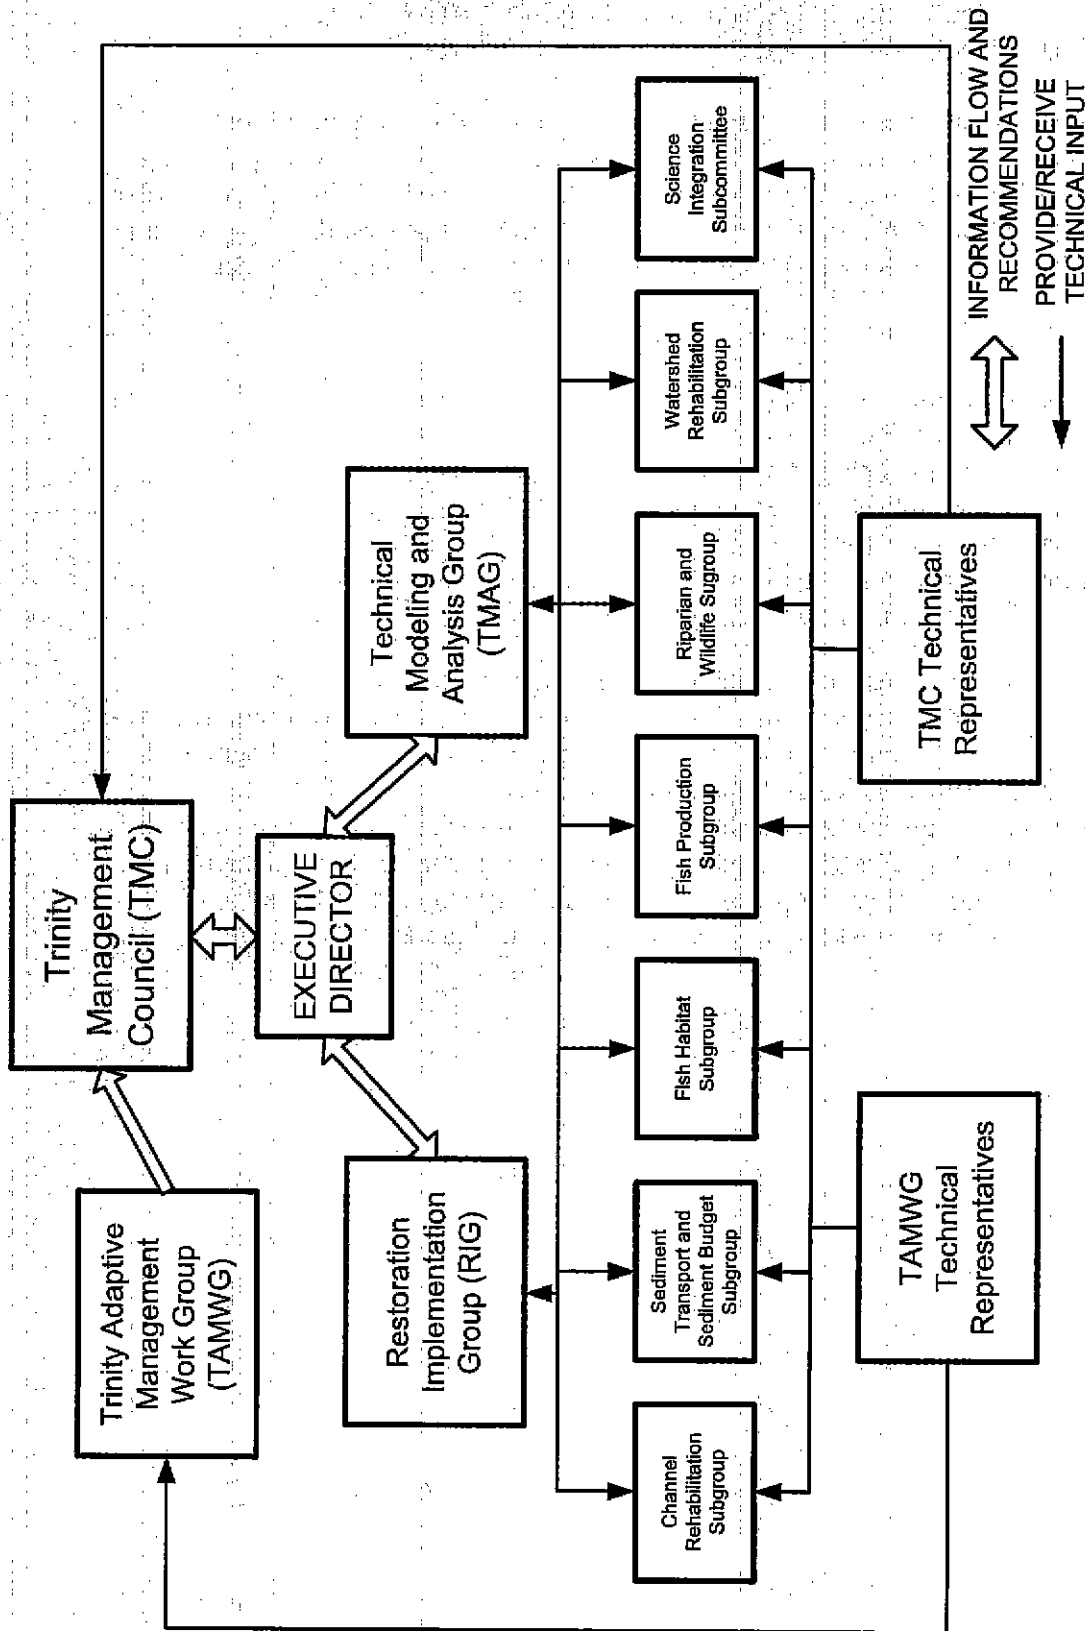 Trinity Adaptive
Management
Work Group
(TAMWG)
Trinity
Management
Council (TMC)
EXECUTIVE
DIRECTOR
Restoration
Implementation
Group (RIG)
Technical
Modeling and
Analysis Group
(TMAG)
Channel
Rehabilitation
Subgroup
Sediment
Transport and
Sediment Budget
Subgroup
Fish Habitat
Subgroup
Fish Production
Subgroup
Riparian and
Wildlife Sugroup
Watershed
Rehabilitation
Subgroup
Science
Integration
Subcommittee
TAMWG
Technical
Representatives
TMC Technical
Representatives
INFORMATION FLOW AND
RECOMMENDATIONS
PROVIDE/RECEIVE
TECHNICAL INPUT